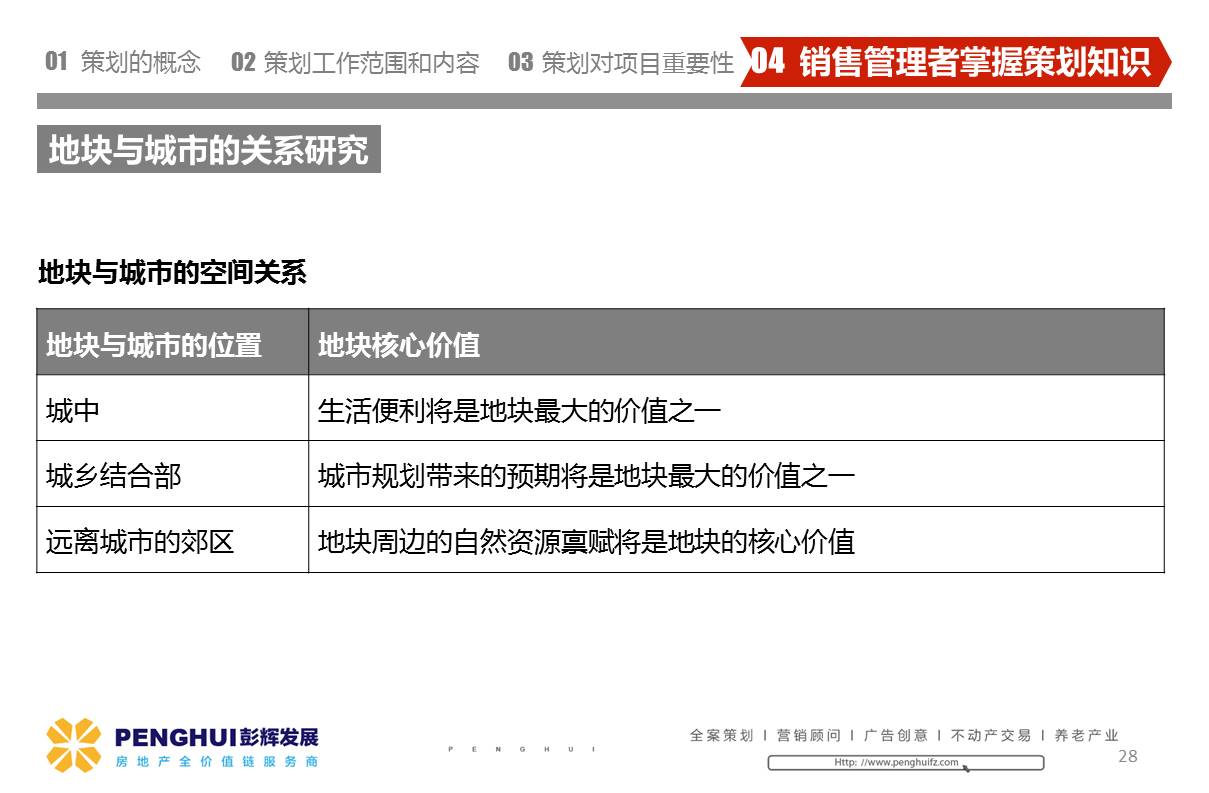 01 策划的概念 02 策划工作范围和内容 03 策划对项目重要性 04 销售管理者掌握策划知识
地块与城市的关系研究
地块与城市的空间关系
地块与城市的位置 地块核心价值
城中 生活便利将是地块最大的价值之一
城乡结合部 城市规划带来的预期将是地块最大的价值之一
远离城市的郊区 地块周边的自然资源禀赋将是地块的核心价值
PENGHUI彭辉发展
房地产全价值链服务商
PENGHUI
全案策划 I 营销顾问 I 广告创意 I 不动产交易 I 养老产业
Http: //www.penghuifz.com
28